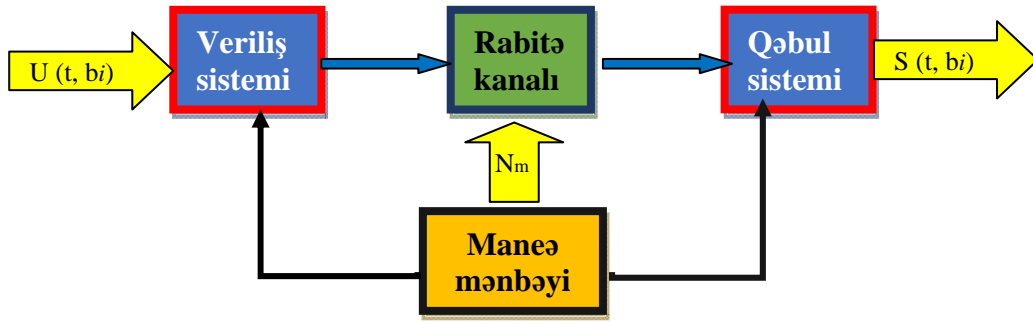 U (t, bi)
Veriliş
sistemi
Rabitə
kanalı
Qəbul
sistemi
S (t, bi)
Nm
Maneə
mənbəyi